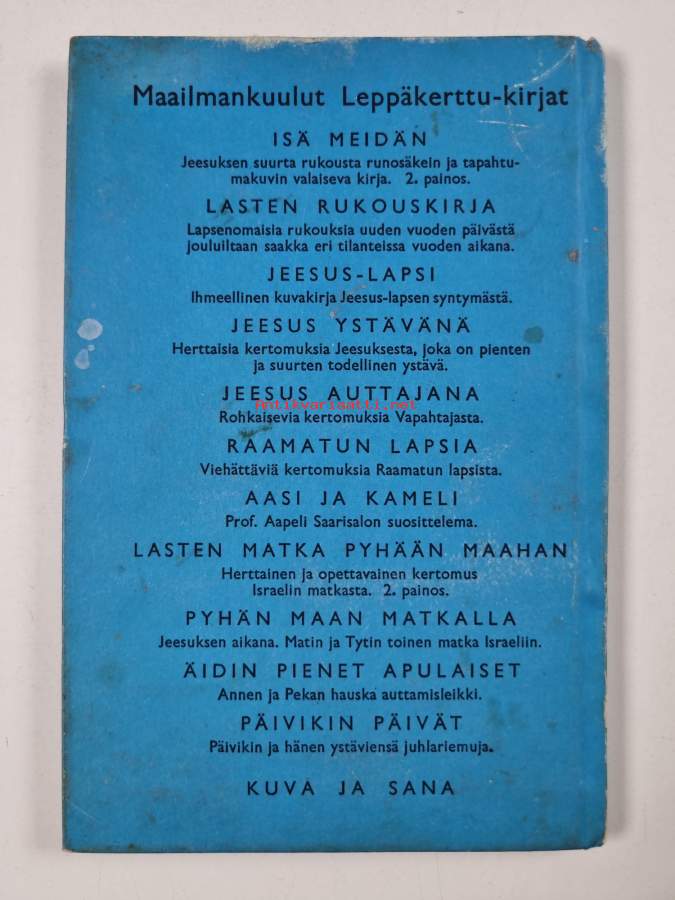 Maailmankuulut Leppäkerttu-kirjat
ISÄ MEIDÄN
Jeesuksen suurta rukousta runosäkein ja tapahtu-
makuvin valaiseva kirja. 2. painos.
LASTEN RUKOUSKIRJA
Lapsenomaisia rukouksia uuden vuoden päivästä
jouluiltaan saakka eri tilanteissa vuoden aikana.
JEESUS-LAPSI
Ihmeellinen kuvakirja Jeesus-lapsen syntymästä.
JEESUS YSTÄVÄNÄ
Herttaisia kertomuksia Jeesuksesta, joka on pienten
ja suurten todellinen ystävä.
JEESUS AUTTAJANA
Antikvariaatti.net
Rohkaisevia kertomuksia Vapahtajasta.
RAAMATUN LAPSIA
Viehättäviä kertomuksia Raamatun lapsista.
AASI JA KAMELI
Prof. Aapeli Saarisalon suosittelema.
LASTEN MATKA PYHÄÄN MAAHAN
Herttainen ja opettavainen kertomus
Israelin matkasta. 2. painos.
PYHÄN MAAN MATKALLA
Jeesuksen aikana. Matin ja Tytin toinen matka Israeliin.
ÄIDIN PIENET APULAISET
Annen ja Pekan hauska auttamisleikki.
PÄIVIKIN PÄIVÄT
Päivikin ja hänen ystäviensä juhlariemuja.
KUVA JA SANA